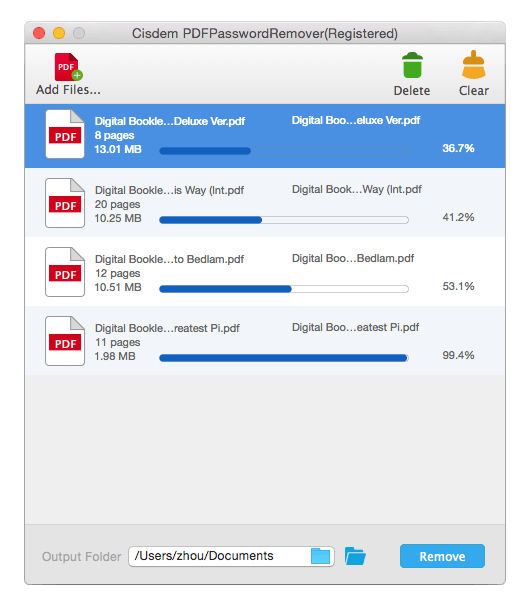 Cisdem PDFPasswordRemover(Registered)
PDF
Add Files...
Delete
Clear
PDF
Digital Bookle...Deluxe Ver.pdf
Digital Boo...eluxe Ver.pdf
8 pages
13.01 MB
36.7%
PDF
Digital Bookle...is Way (Int.pdf
Digital Book...Way (Int.pdf
20 pages
10.25 MB
41.2%
PDF
Digital Bookle...to Bedlam.pdf
Digital Boo...Bedlam.pdf
12 pages
10.51 MB
53.1%
PDF
Digital Bookle...reatest Pi.pdf
Digital Boo...eatest Pi.pdf
11 pages
1.98 MB
99.4%
Output Folder
/Users/zhou/Documents
Remove